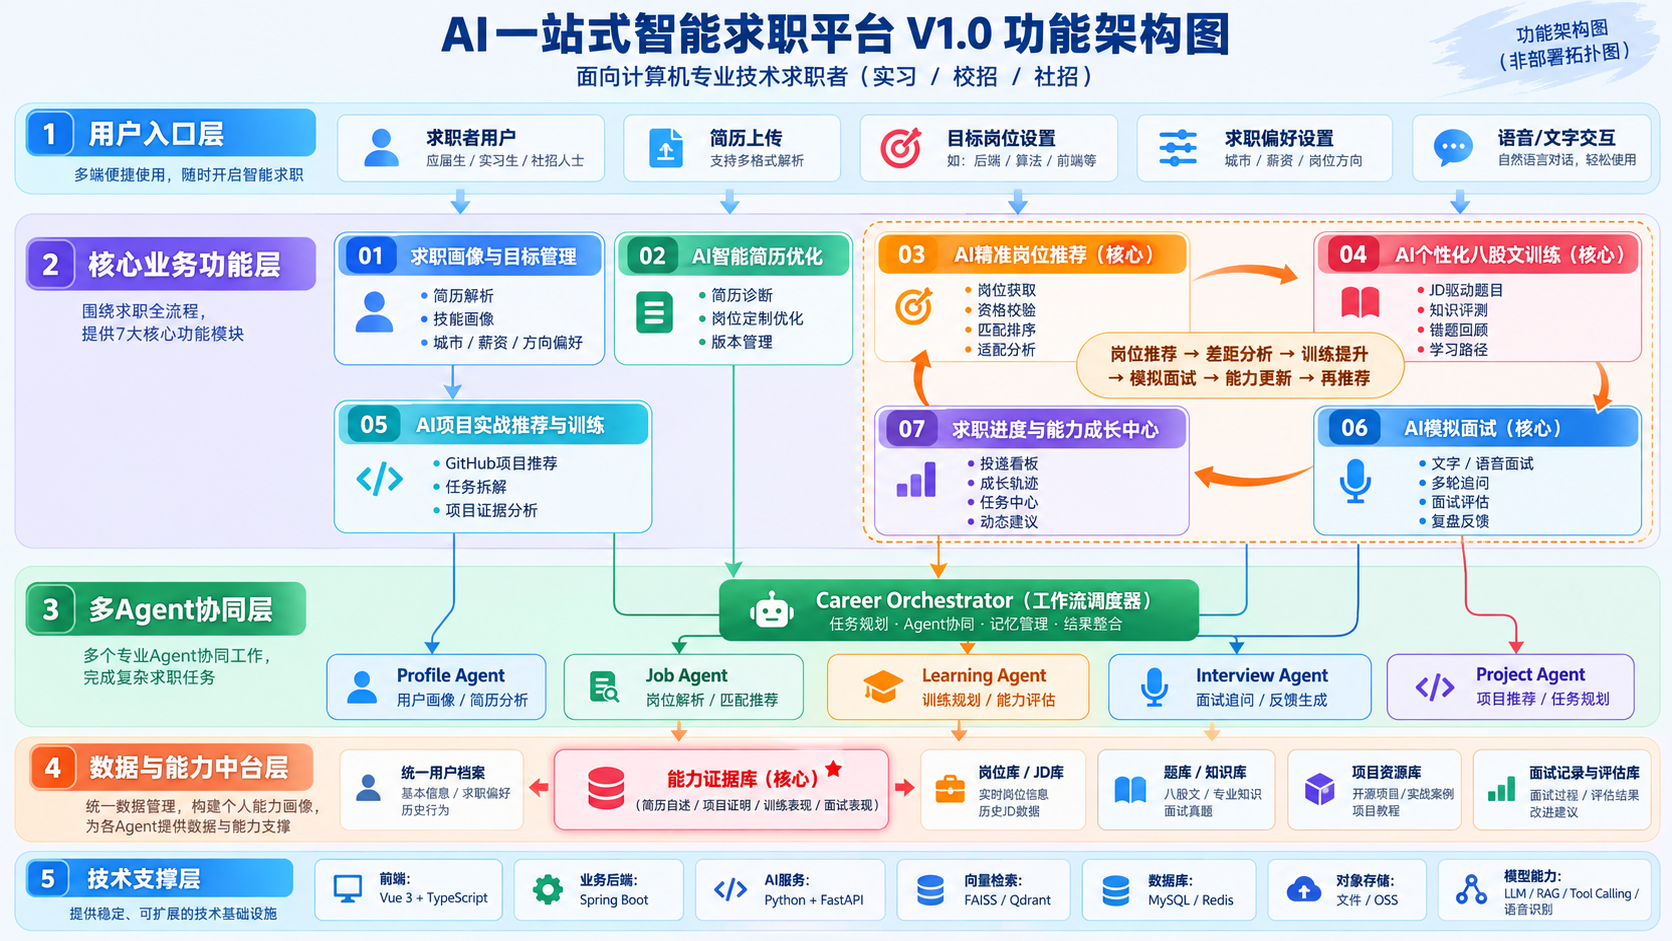 AI一站式智能求职平台 V1.0 功能架构图
面向计算机专业技术求职者（实习 / 校招 / 社招）
功能架构图
（非部署拓扑图）
1 用户入口层
多端便捷使用，随时开启智能求职
求职者用户
应届生 / 实习生 / 社招人士
简历上传
支持多格式解析
目标岗位设置
如：后端 / 算法 / 前端等
求职偏好设置
城市 / 薪资 / 岗位方向
语音/文字交互
自然语言对话，轻松使用
2 核心业务功能层
围绕求职全流程，
提供7大核心功能模块
01 求职画像与目标管理
• 简历解析
• 技能画像
• 城市 / 薪资 / 方向偏好
02 AI智能简历优化
• 简历诊断
• 岗位定制优化
• 版本管理
03 AI精准岗位推荐（核心）
• 岗位获取
• 资格校验
• 匹配排序
• 适配分析
04 AI个性化八股文训练（核心）
• JD驱动题目
• 知识评测
• 错题回顾
• 学习路径
岗位推荐 → 差距分析 → 训练提升
→ 模拟面试 → 能力更新 → 再推荐
05 AI项目实战推荐与训练
• GitHub项目推荐
• 任务拆解
• 项目证据分析
07 求职进度与能力成长中心
• 投递看板
• 成长轨迹
• 任务中心
• 动态建议
06 AI模拟面试（核心）
• 文字 / 语音面试
• 多轮追问
• 面试评估
• 复盘反馈
3 多Agent协同层
多个专业Agent协同工作，
完成复杂求职任务
Career Orchestrator（工作流调度器）
任务规划 · Agent协同 · 记忆管理 · 结果整合
Profile Agent
用户画像 / 简历分析
Job Agent
岗位解析 / 匹配推荐
Learning Agent
训练规划 / 能力评估
Interview Agent
面试追问 / 反馈生成
Project Agent
项目推荐 / 任务规划
4 数据与能力中台层
统一数据管理，构建个人能力画像，
为各Agent提供数据与能力支撑
统一用户档案
基本信息 / 求职偏好
历史行为
能力证据库（核心）
（简历自述 / 项目证明 / 训练表现 / 面试表现）
岗位库 / JD库
实时岗位信息
历史JD数据
题库 / 知识库
八股文 / 专业知识
面试真题
项目资源库
开源项目/实战案例
项目教程
面试记录与评估库
面试过程 / 评估结果
改进建议
5 技术支撑层
提供稳定、可扩展的技术基础设施
前端：
Vue 3 + TypeScript
业务后端：
Spring Boot
AI服务：
Python + FastAPI
向量检索：
FAISS / Qdrant
数据库：
MySQL / Redis
对象存储：
文件 / OSS
模型能力：
LLM / RAG / Tool Calling /
语音识别